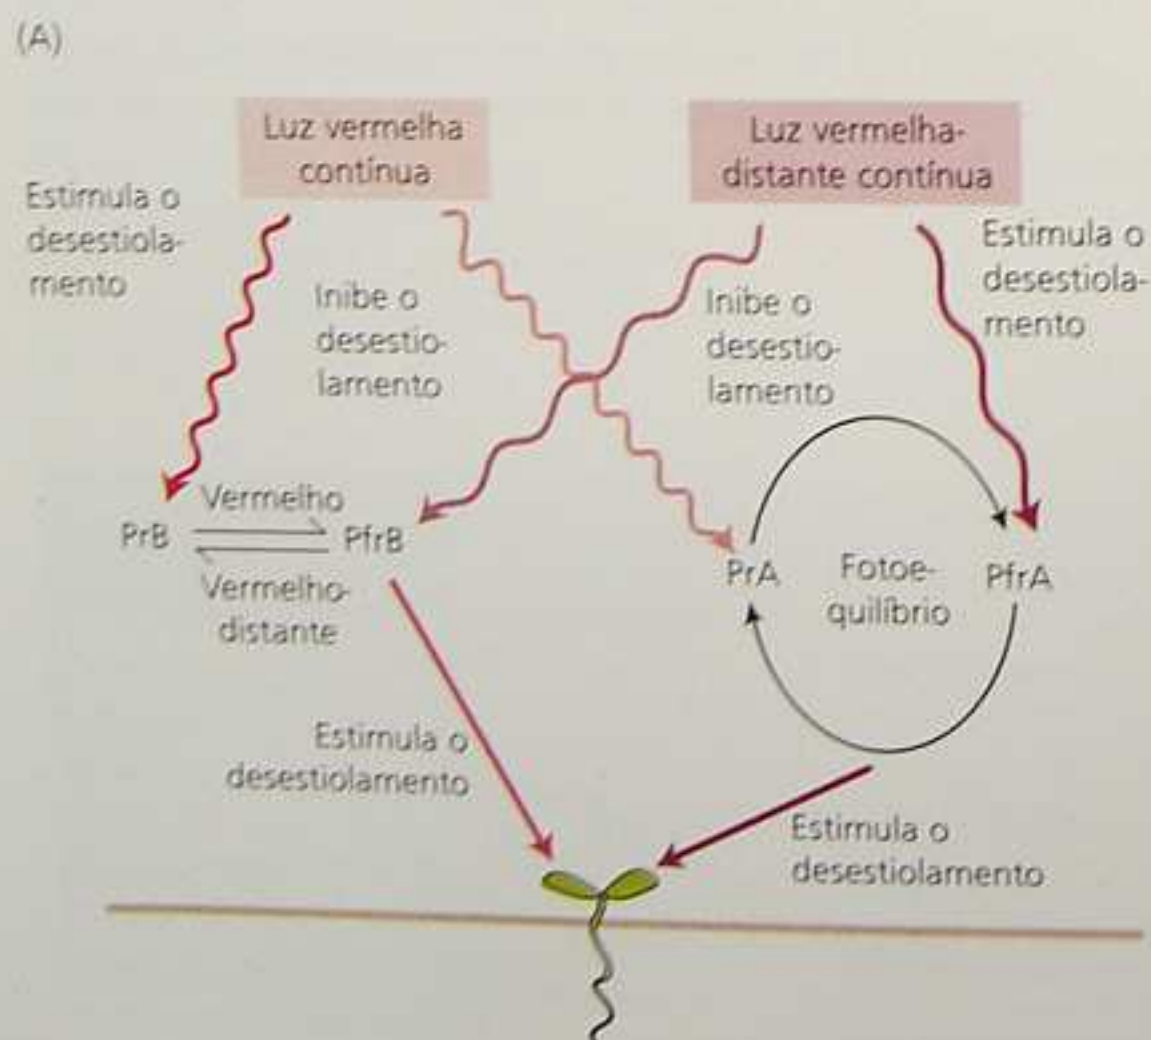 (A)
Luz vermelha
contínua
Luz vermelha-
distante contínua
Estimula o
desestiola-
mento
Inibe o
desestio-
lamento
Inibe o
desestio-
lamento
Estimula o
desestiola-
mento
Vermelho
PrB
PfrB
Vermelho-
distante
PrA
Fotoe-
quilíbrio
PfrA
Estimula o
desestiolamento
Estimula o
desestiolamento